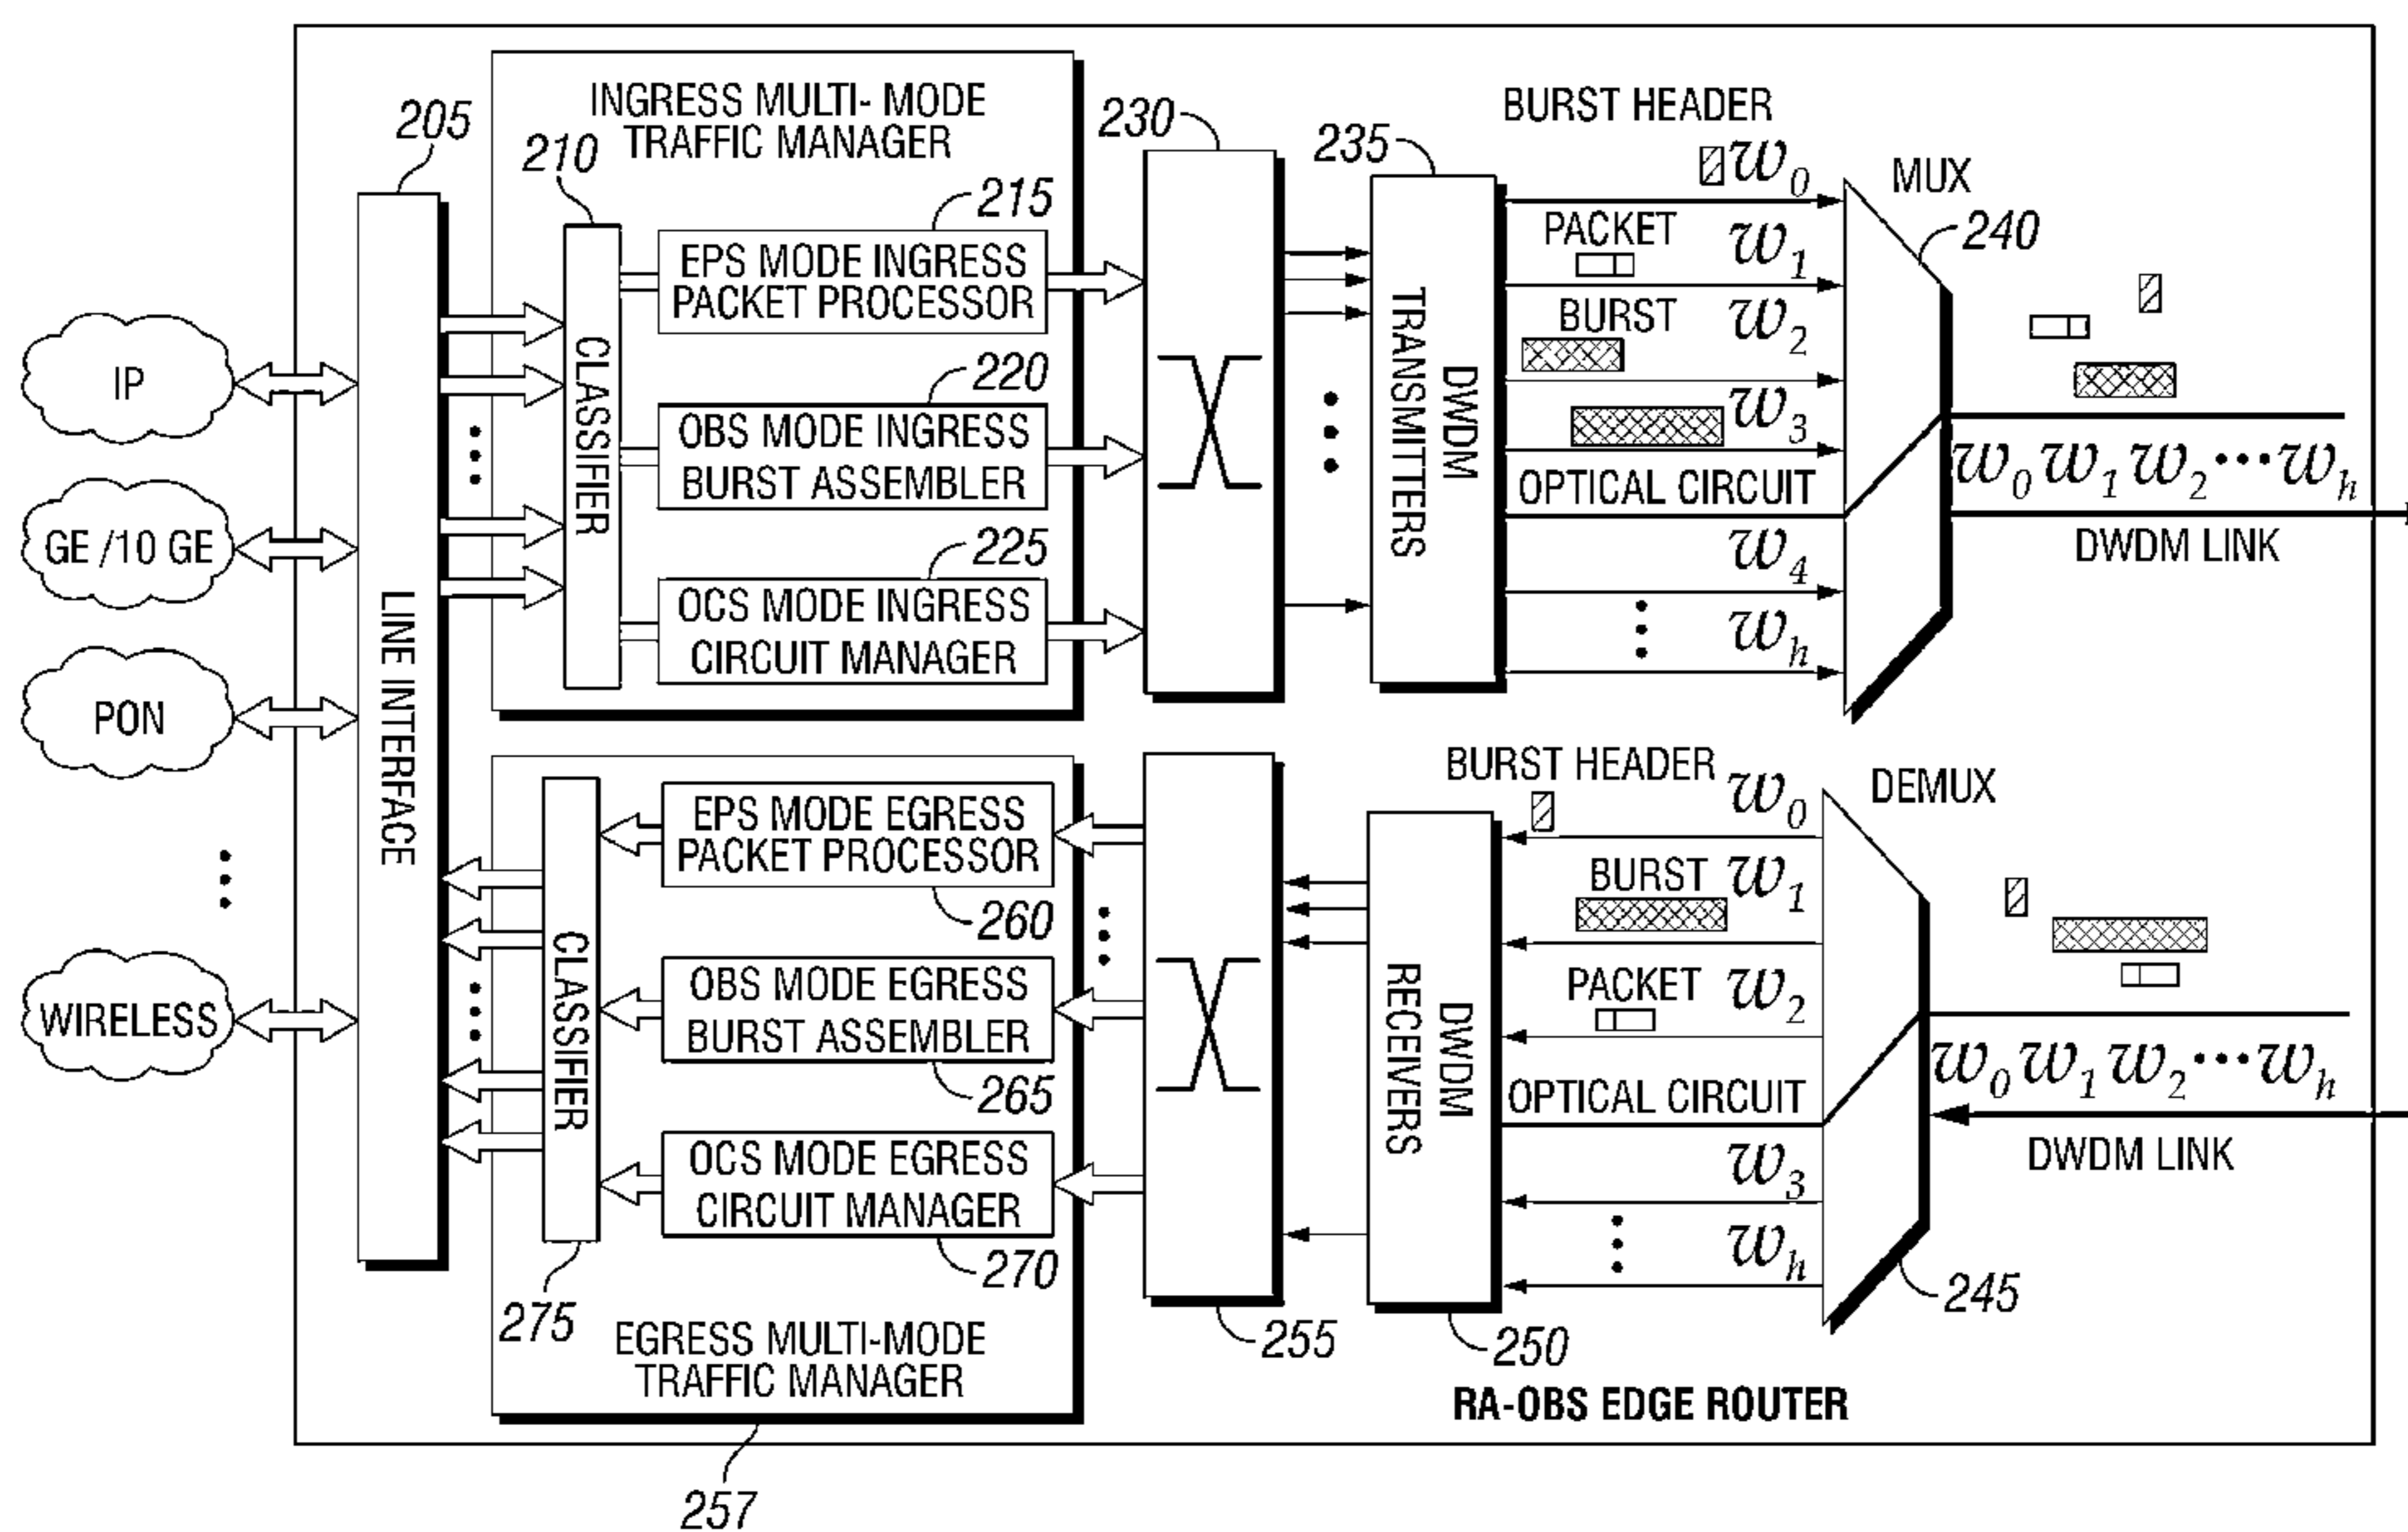 INGRESS MULTI- MODE
TRAFFIC MANAGER
205
210
215
EPS MODE INGRESS
PACKET PROCESSOR
220
OBS MODE INGRESS
BURST ASSEMBLER
225
OCS MODE INGRESS
CIRCUIT MANAGER
CLASSIFIER
LINE INTERFACE
IP
GE /10 GE
PON
WIRELESS
230
235
DWDM
TRANSMITTERS
BURST HEADER
w0
PACKET
w1
BURST
w2
w3
OPTICAL CIRCUIT
w4
wh
MUX
240
w0 w1 w2 ••• wh
DWDM LINK
EPS MODE EGRESS
PACKET PROCESSOR
260
OBS MODE EGRESS
BURST ASSEMBLER
265
OCS MODE EGRESS
CIRCUIT MANAGER
270
CLASSIFIER
275
EGRESS MULTI-MODE
TRAFFIC MANAGER
257
255
DWDM
RECEIVERS
250
BURST HEADER
w0
BURST
w1
PACKET
w2
OPTICAL CIRCUIT
w3
wh
DEMUX
245
w0 w1 w2 ••• wh
DWDM LINK
RA-OBS EDGE ROUTER